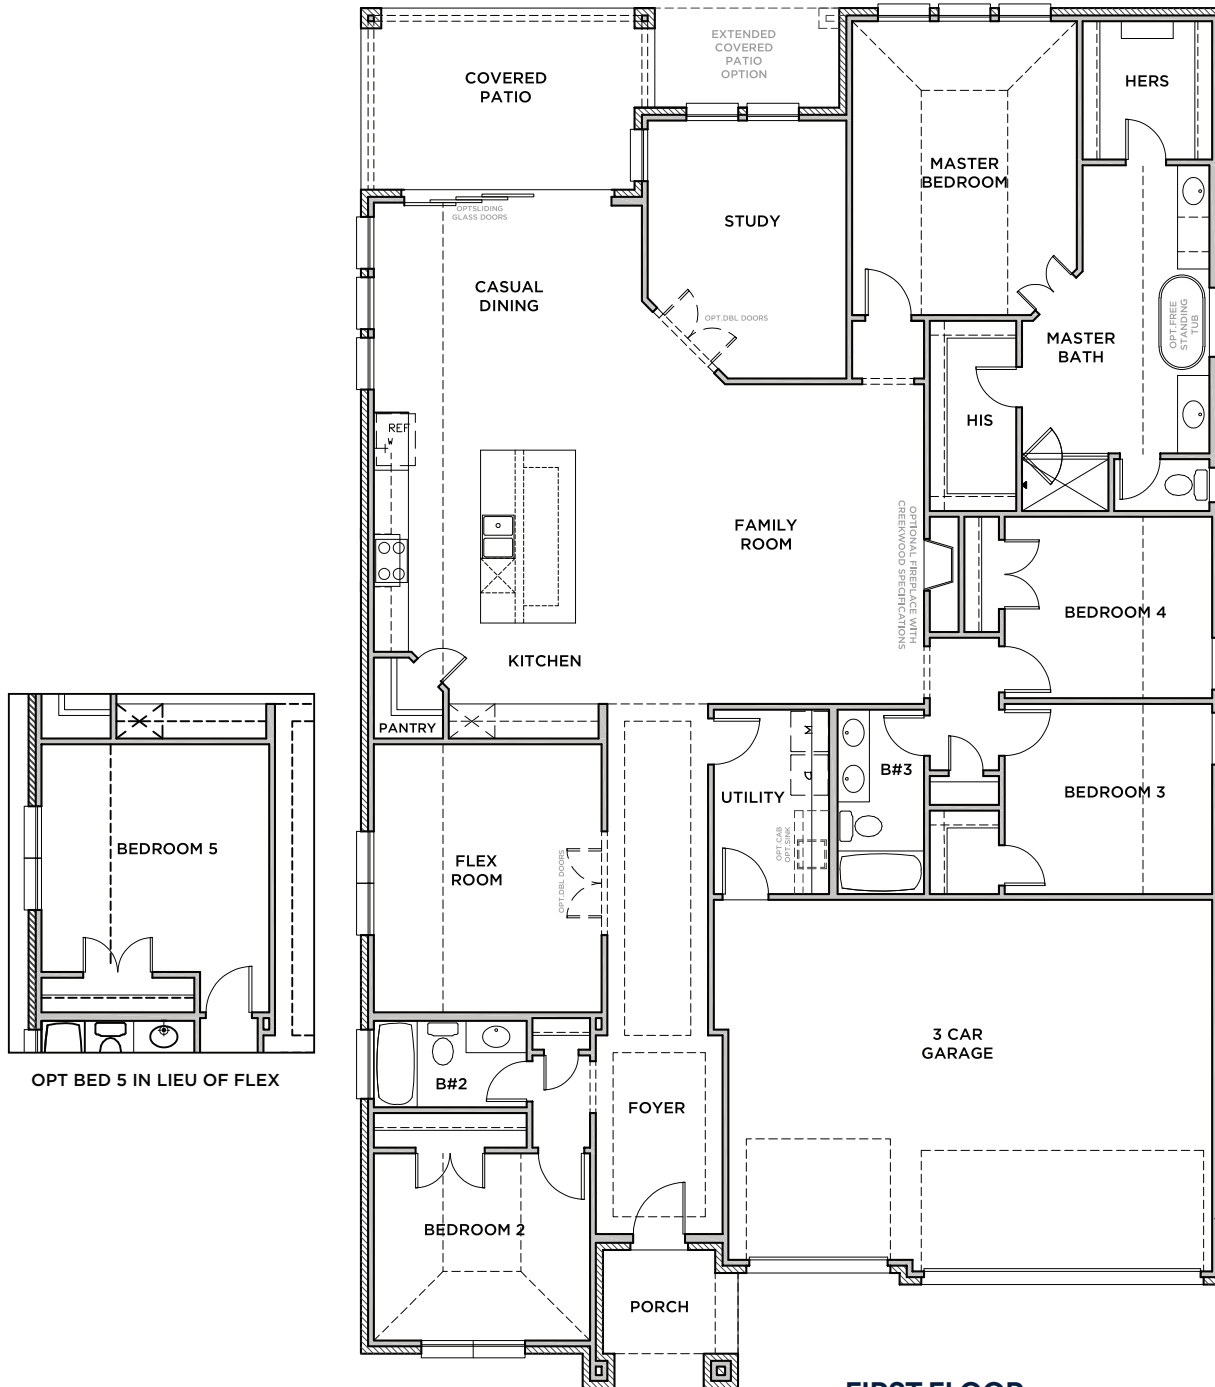 EXTENDED
COVERED
PATIO
OPTION
COVERED
PATIO
HERS
MASTER
BEDROOM
STUDY
OPT.SLIDING
GLASS DOORS
CASUAL
DINING
OPT.DBL DOORS
OPT.FREE
STANDING
TUB
MASTER
BATH
HIS
REF
W
FAMILY
ROOM
OPTIONAL FIREPLACE WITH
CREEKWOOD SPECIFICATIONS
BEDROOM 4
KITCHEN
PANTRY
B#3
UTILITY
BEDROOM 3
OPT.CAB
OPT.SINK
BEDROOM 5
FLEX
ROOM
OPT.DBL DOORS
3 CAR
GARAGE
OPT BED 5 IN LIEU OF FLEX
B#2
FOYER
BEDROOM 2
PORCH
FIRST FLOOR